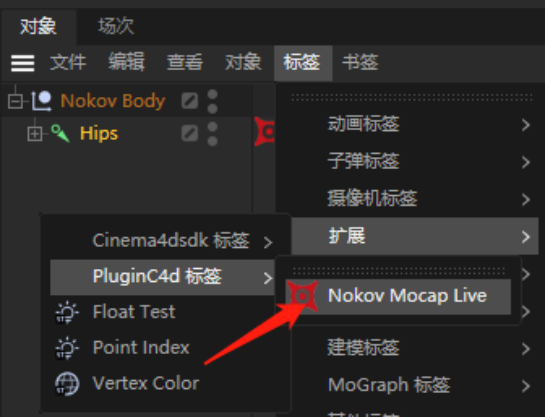 对象 场次
文件 编辑 查看 对象 标签 书签
Nokov Body
Hips
动画标签
子弹标签
摄像机标签
扩展
Cinema4dsdk 标签
PluginC4d 标签
Float Test
Point Index
Vertex Color
Nokov Mocap Live
建模标签
MoGraph 标签